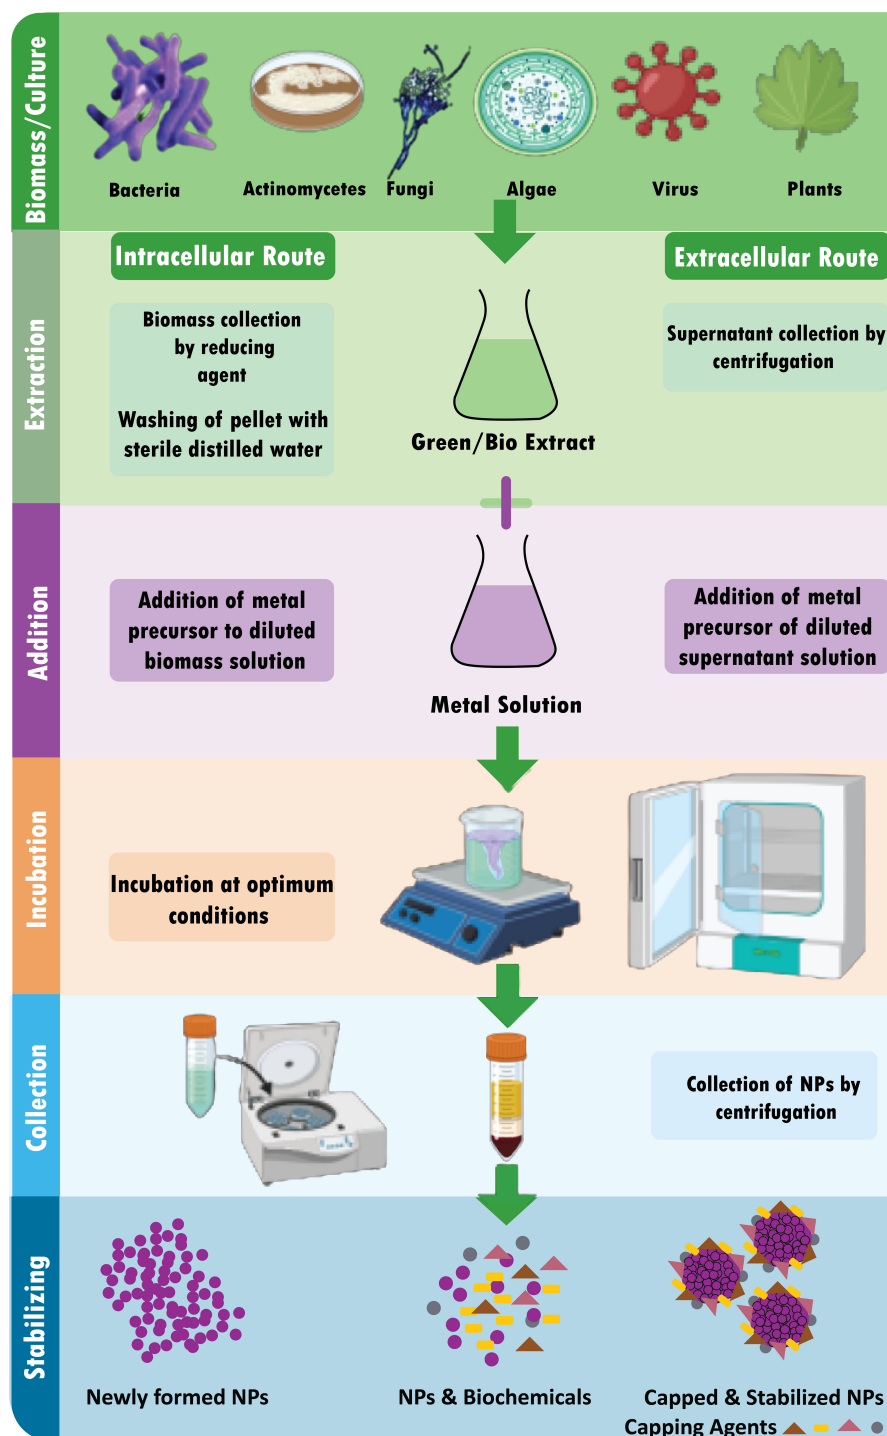 Biomass/Culture
Bacteria
Actinomycetes
Fungi
Algae
Virus
Plants
Extraction
Intracellular Route
Extracellular Route
Biomass collection
by reducing
agent
Washing of pellet with
sterile distilled water
Green/Bio Extract
Supernatant collection by
centrifugation
Addition
Addition of metal
precursor to diluted
biomass solution
Metal Solution
Addition of metal
precursor of diluted
supernatant solution
Incubation
Incubation at optimum
conditions
Collection
Collection of NPs by
centrifugation
Stabilizing
Newly formed NPs
NPs & Biochemicals
Capped & Stabilized NPs
Capping Agents